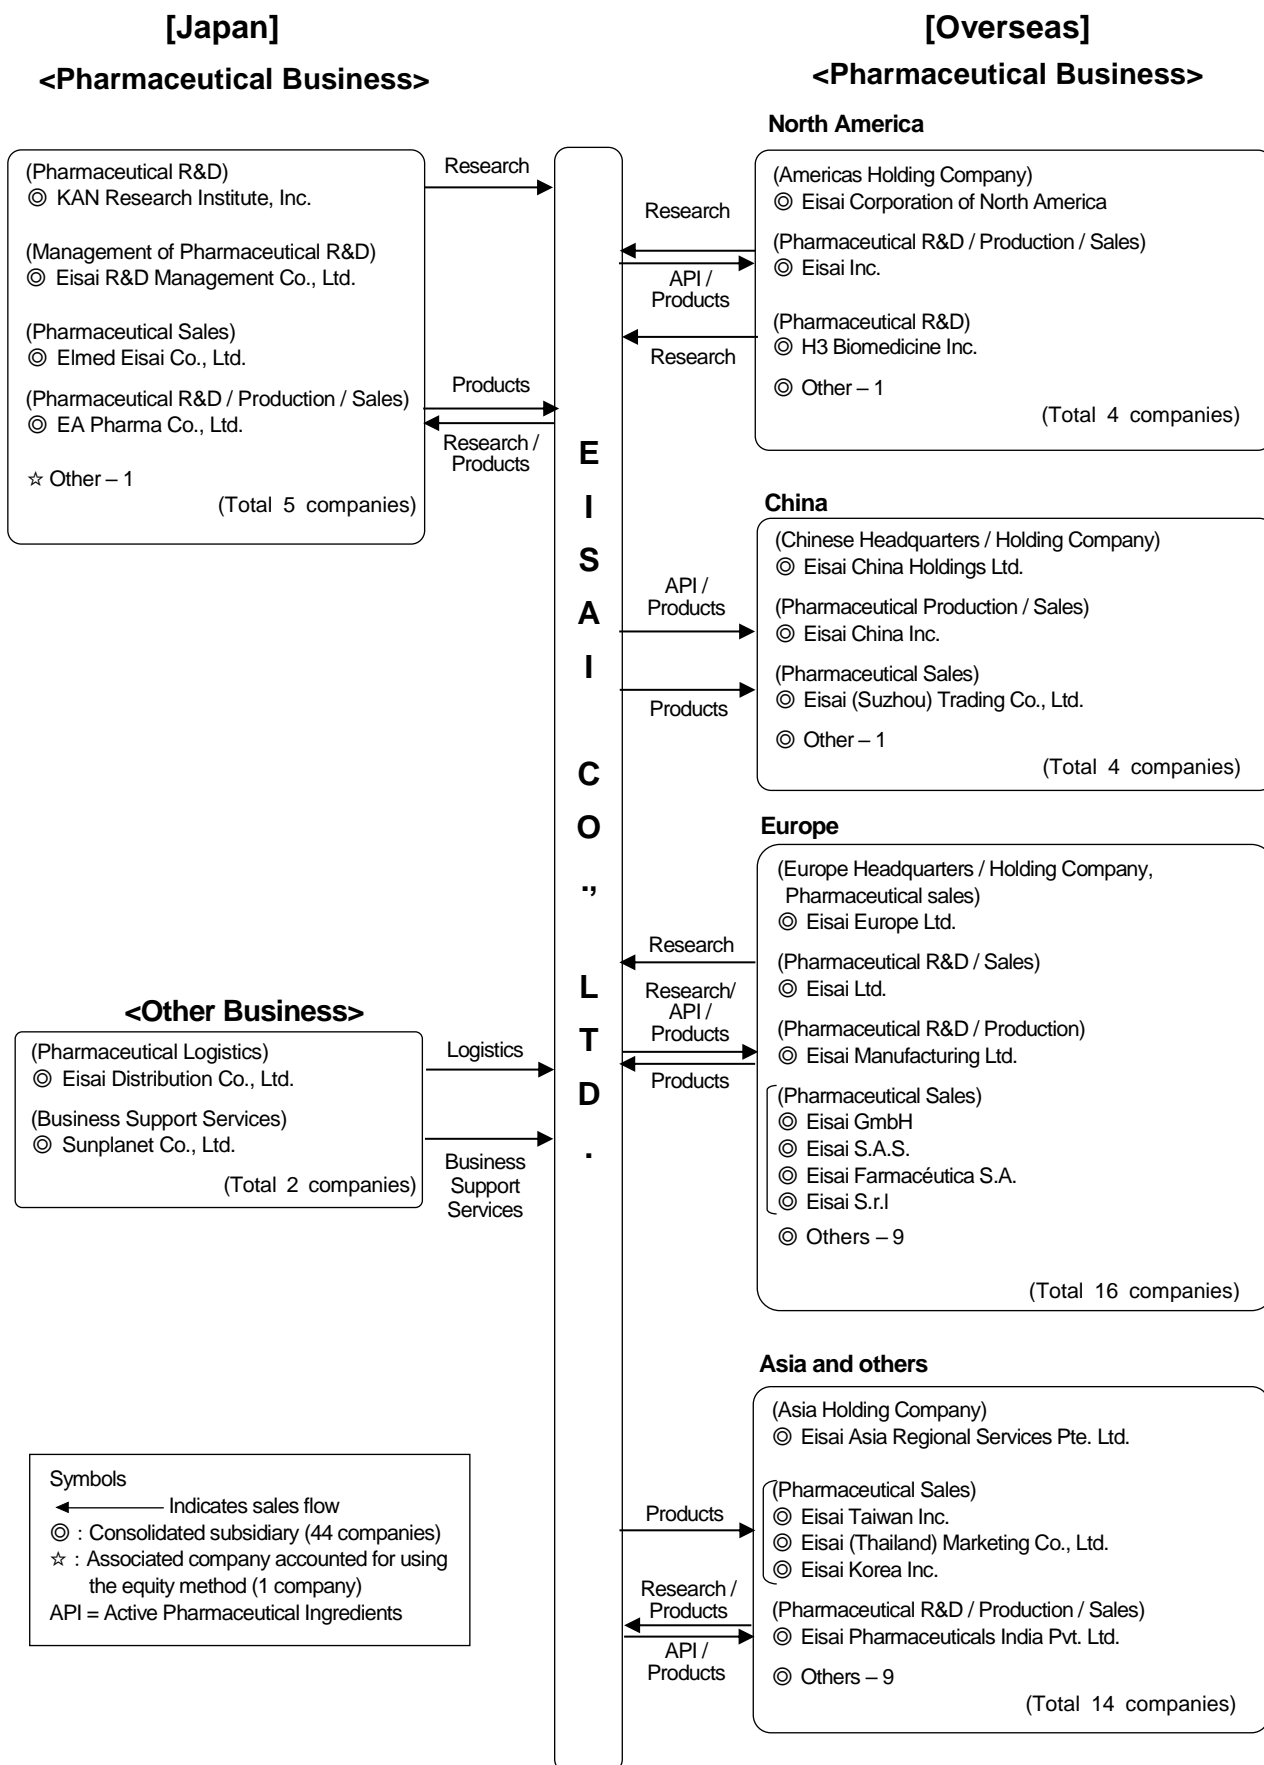 [Japan]
<Pharmaceutical Business>
(Pharmaceutical R&D)
◎ KAN Research Institute, Inc.
(Management of Pharmaceutical R&D)
◎ Eisai R&D Management Co., Ltd.
(Pharmaceutical Sales)
◎ Elmed Eisai Co., Ltd.
(Pharmaceutical R&D / Production / Sales)
◎ EA Pharma Co., Ltd.
☆ Other – 1
(Total 5 companies)
Research
Products
Research /
Products
<Other Business>
(Pharmaceutical Logistics)
◎ Eisai Distribution Co., Ltd.
(Business Support Services)
◎ Sunplanet Co., Ltd.
(Total 2 companies)
Logistics
Business
Support
Services
Symbols
Indicates sales flow
◎ : Consolidated subsidiary (44 companies)
☆ : Associated company accounted for using
the equity method (1 company)
API = Active Pharmaceutical Ingredients
E
I
S
A
I
C
O
.,
L
T
D
.
[Overseas]
<Pharmaceutical Business>
North America
Research
API /
Products
Research
(Americas Holding Company)
◎ Eisai Corporation of North America
(Pharmaceutical R&D / Production / Sales)
◎ Eisai Inc.
(Pharmaceutical R&D)
◎ H3 Biomedicine Inc.
◎ Other – 1
(Total 4 companies)
China
API /
Products
Products
(Chinese Headquarters / Holding Company)
◎ Eisai China Holdings Ltd.
(Pharmaceutical Production / Sales)
◎ Eisai China Inc.
(Pharmaceutical Sales)
◎ Eisai (Suzhou) Trading Co., Ltd.
◎ Other – 1
(Total 4 companies)
Europe
Research
Research/
API /
Products
Products
(Europe Headquarters / Holding Company,
Pharmaceutical sales)
◎ Eisai Europe Ltd.
(Pharmaceutical R&D / Sales)
◎ Eisai Ltd.
(Pharmaceutical R&D / Production)
◎ Eisai Manufacturing Ltd.
(Pharmaceutical Sales)
◎ Eisai GmbH
◎ Eisai S.A.S.
◎ Eisai Farmacéutica S.A.
◎ Eisai S.r.l
◎ Others – 9
(Total 16 companies)
Asia and others
Products
Research /
Products
API /
Products
(Asia Holding Company)
◎ Eisai Asia Regional Services Pte. Ltd.
(Pharmaceutical Sales)
◎ Eisai Taiwan Inc.
◎ Eisai (Thailand) Marketing Co., Ltd.
◎ Eisai Korea Inc.
(Pharmaceutical R&D / Production / Sales)
◎ Eisai Pharmaceuticals India Pvt. Ltd.
◎ Others – 9
(Total 14 companies)